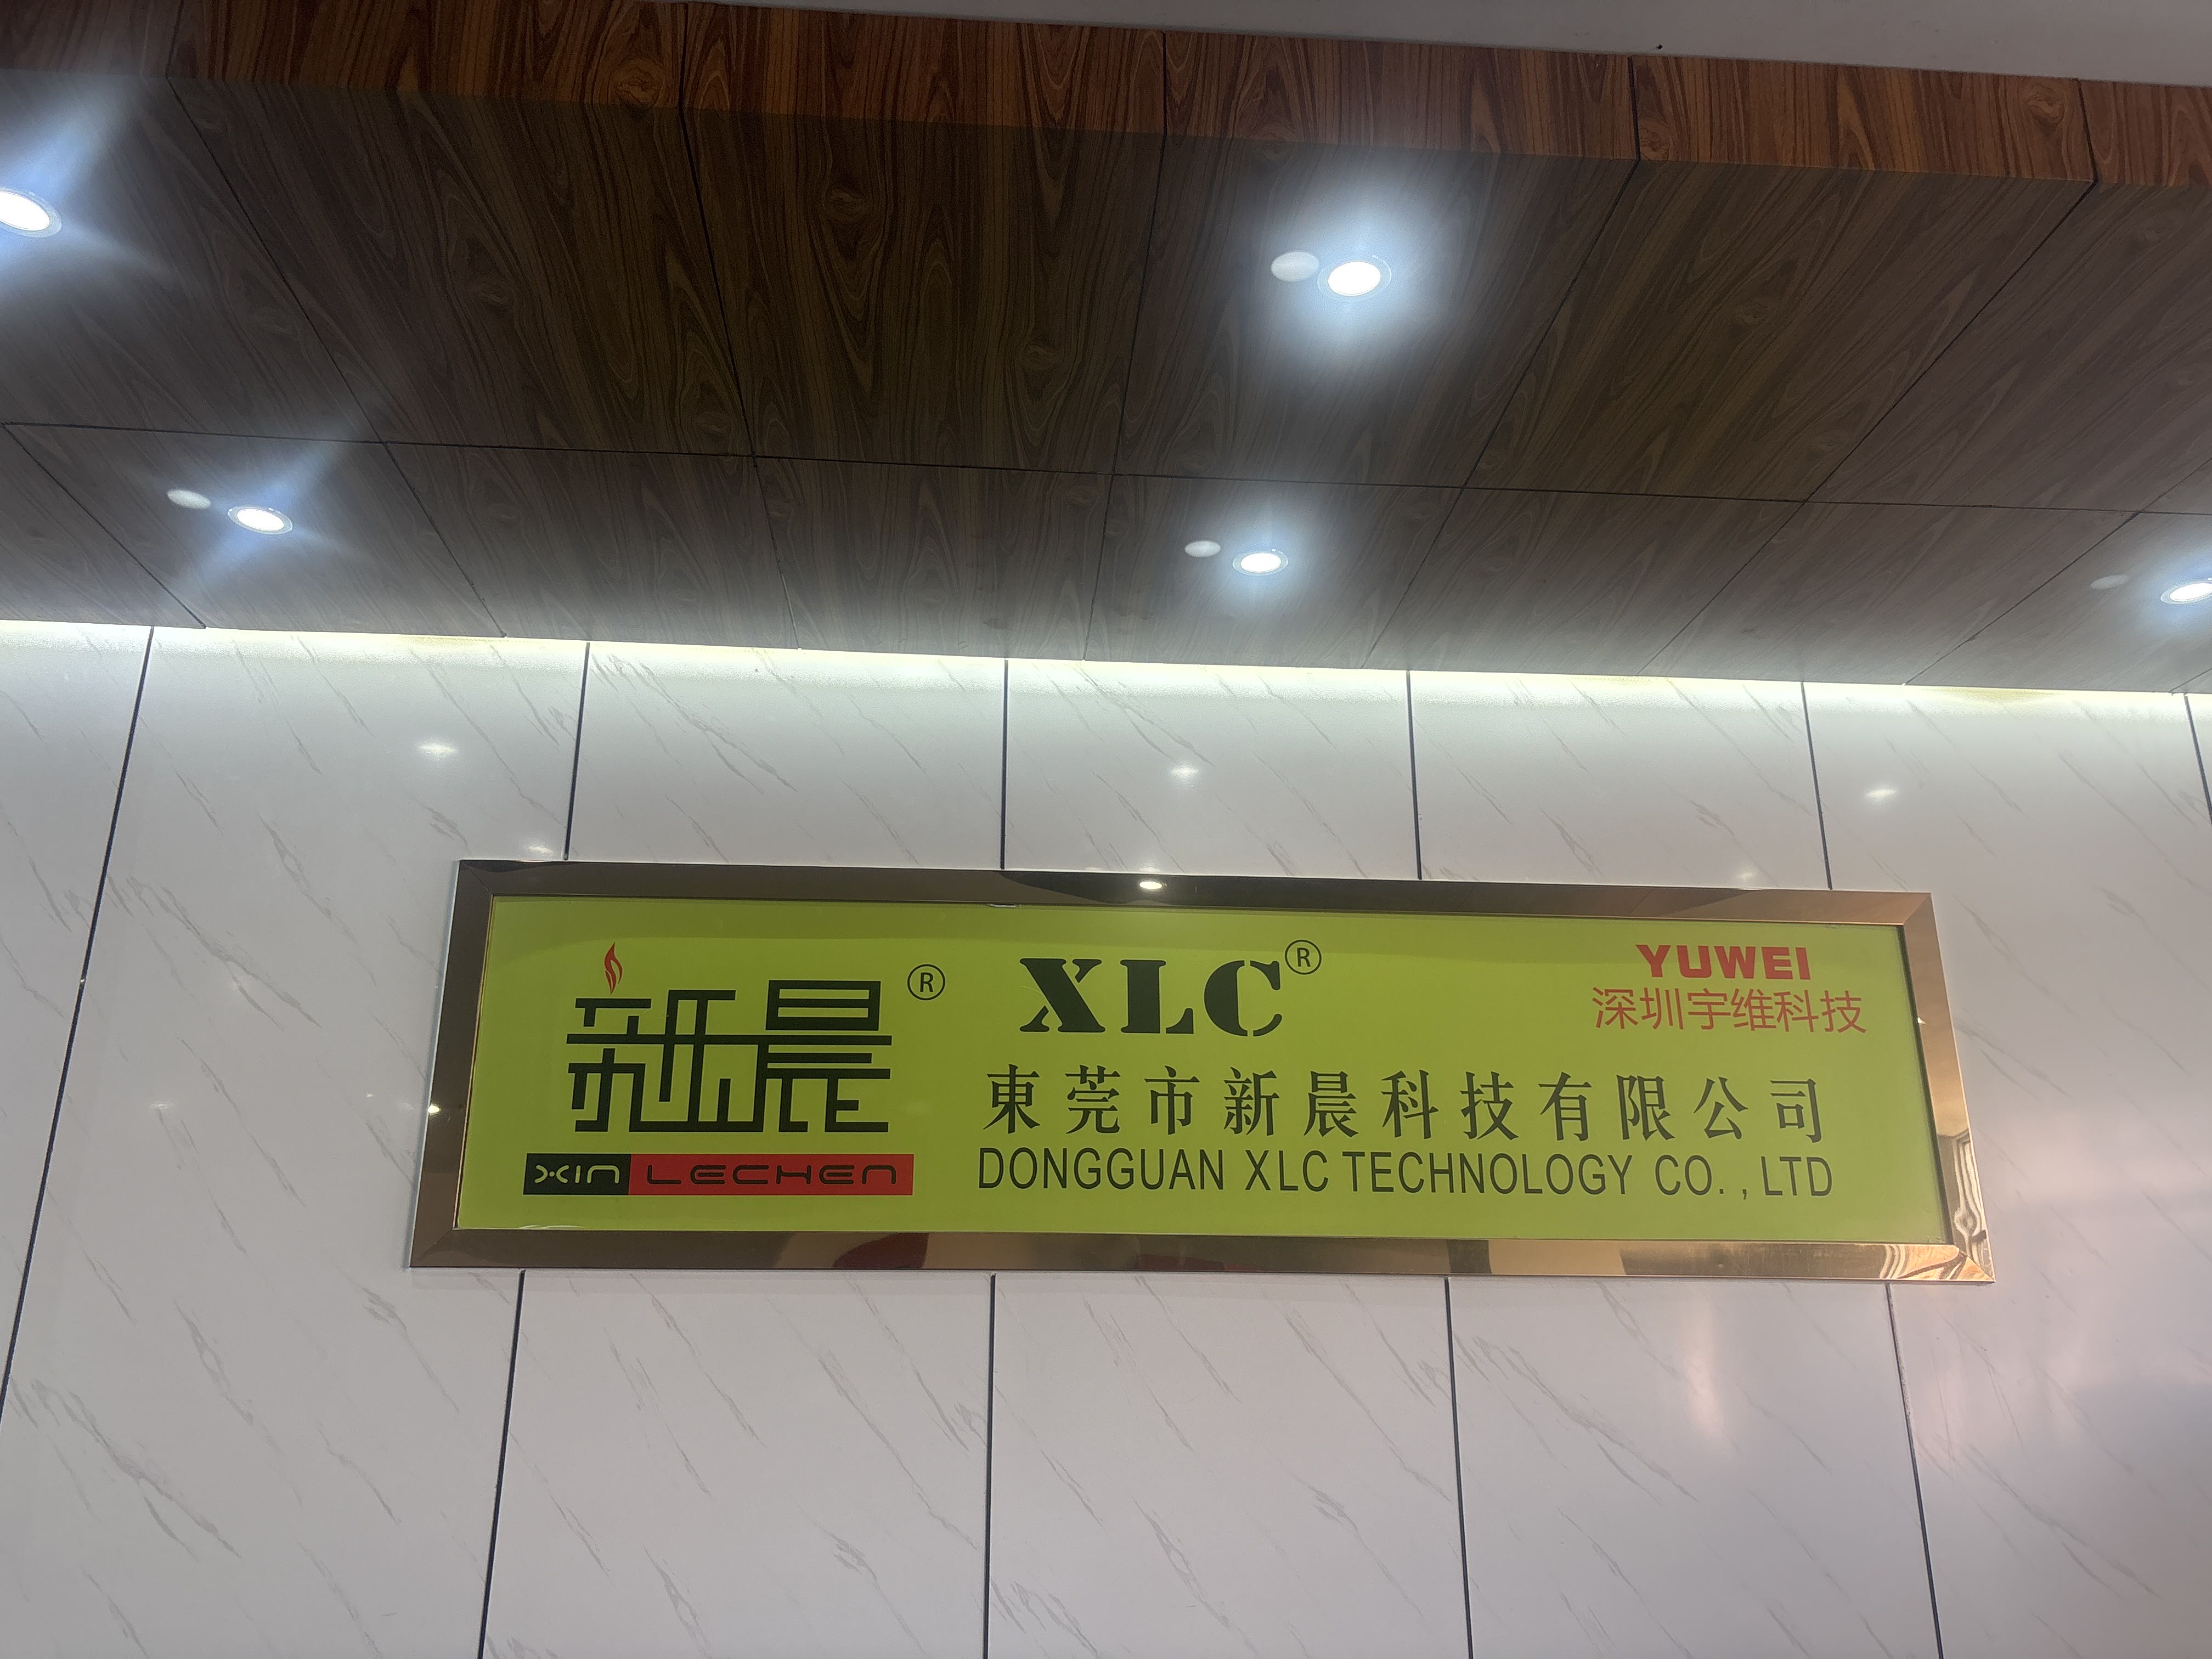 新晨®
XIN LECHEN
XLC®
YUWEI
深圳宇维科技
東莞市新晨科技有限公司
DONGGUAN XLC TECHNOLOGY CO.,LTD